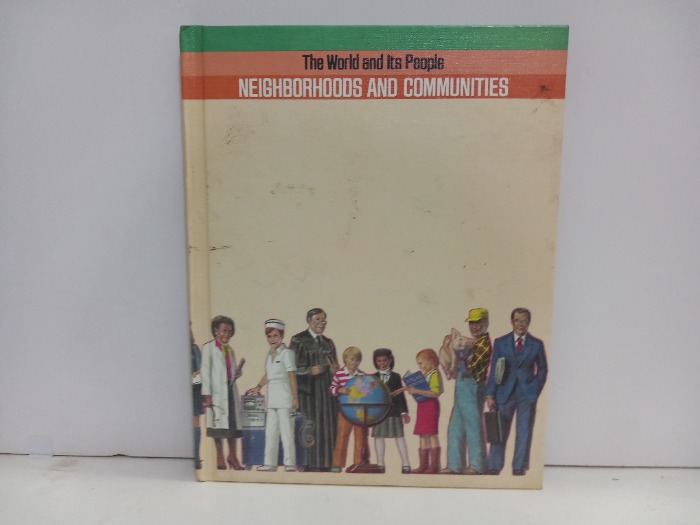 The World and Its People
NEIGHBORHOODS AND COMMUNITIES